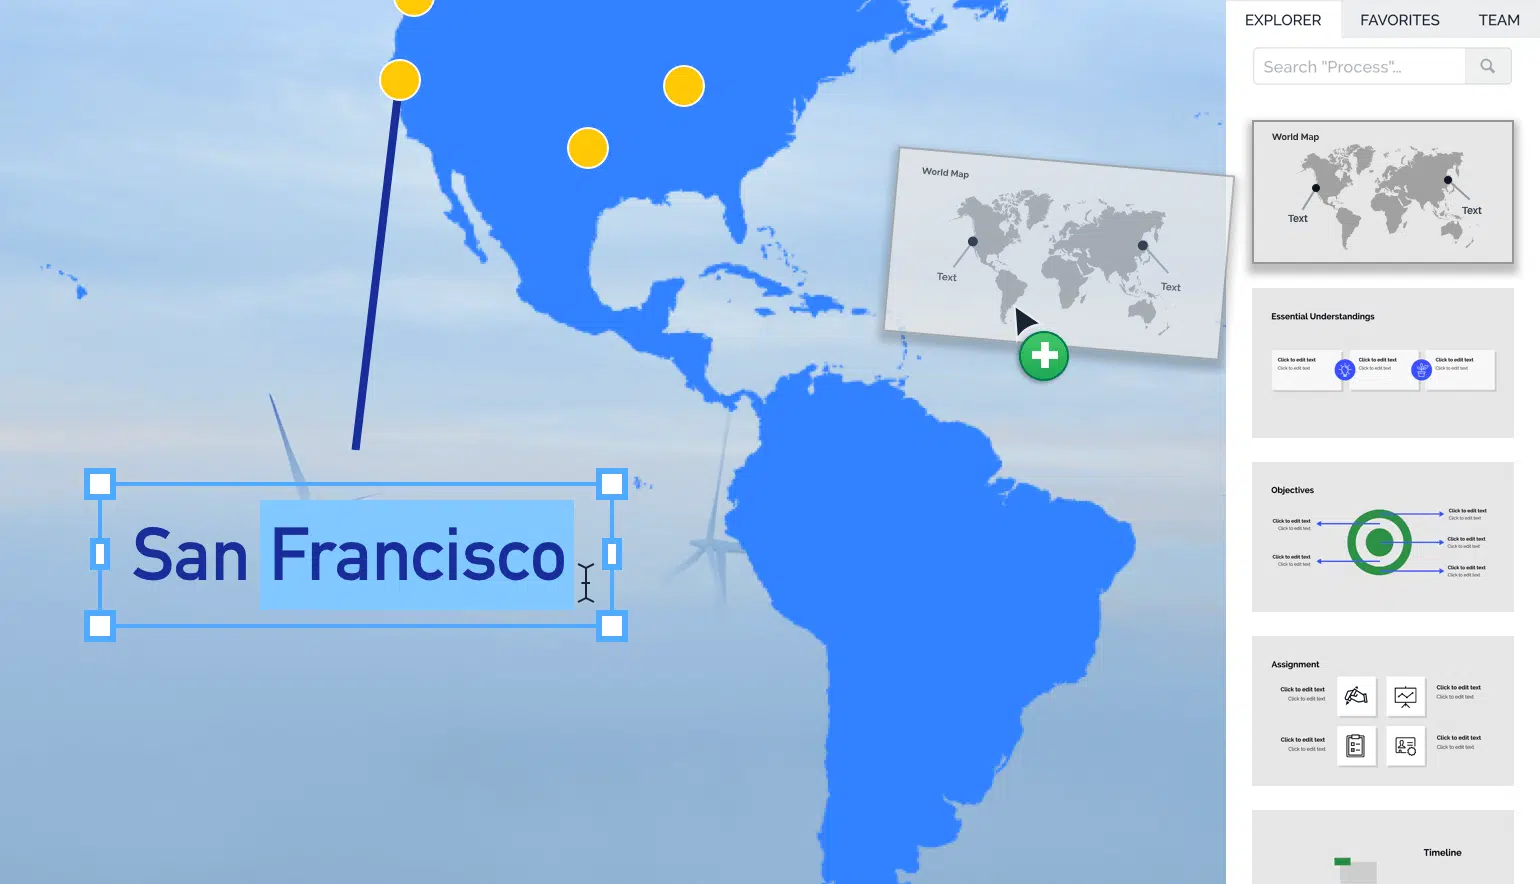 EXPLORER FAVORITES TEAM
Search "Process"...
World Map
Text
Text
World Map
Text
Text
San Francisco
Essential Understandings
Click to edit text
Click to edit text
Click to edit text
Click to edit text
Click to edit text
Click to edit text
Objectives
Click to edit text
Click to edit text
Click to edit text
Click to edit text
Click to edit text
Click to edit text
Click to edit text
Click to edit text
Click to edit text
Click to edit text
Assignment
Click to edit text
Click to edit text
Click to edit text
Click to edit text
Click to edit text
Click to edit text
Click to edit text
Click to edit text
Timeline